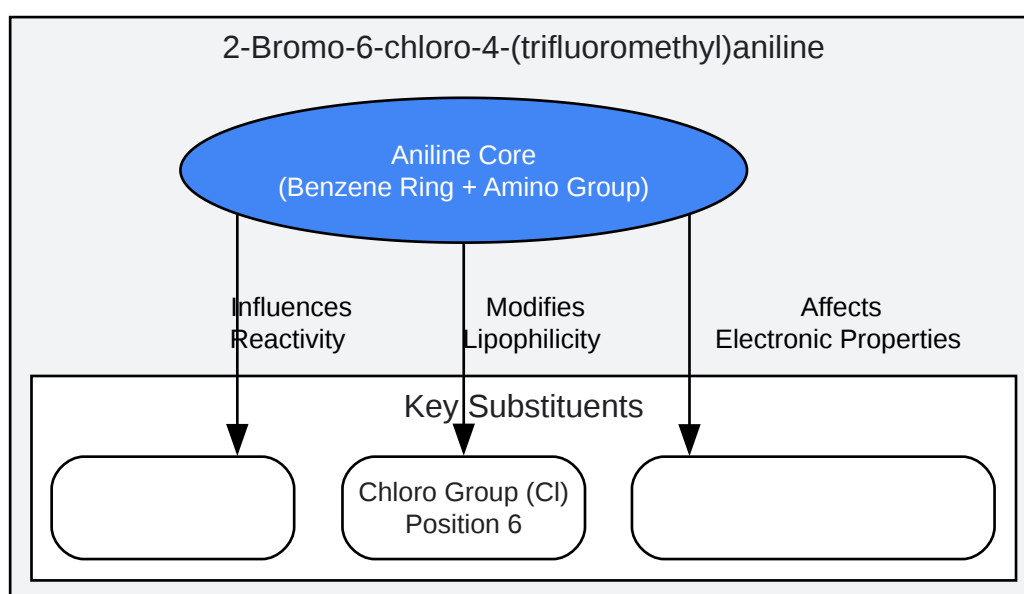 2-Bromo-6-chloro-4-(trifluoromethyl)aniline
Aniline Core
(Benzene Ring + Amino Group)
Influences
Reactivity
Modifies
Lipophilicity
Affects
Electronic Properties
Key Substituents
Chloro Group (Cl)
Position 6